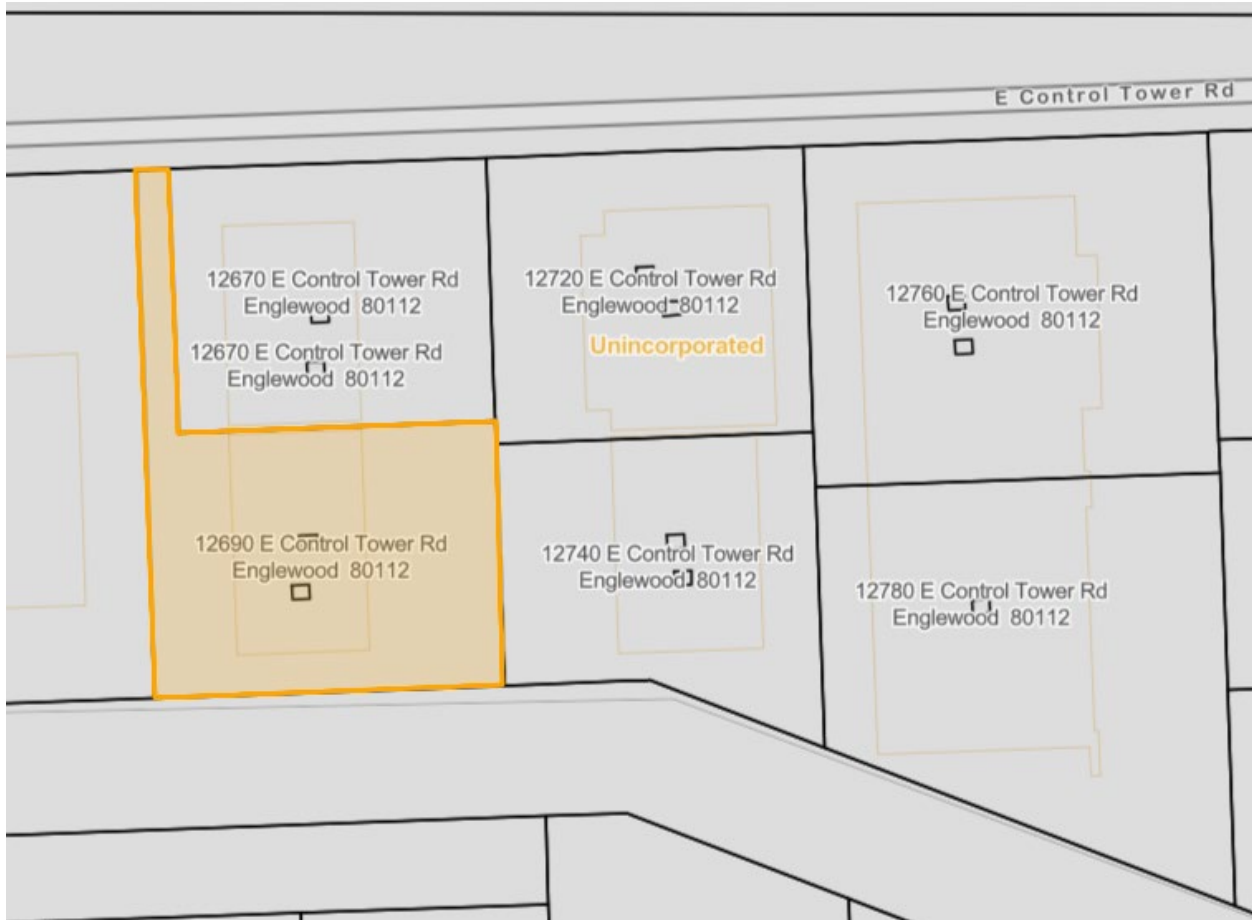 E Control Tower Rd
12670 E Control Tower Rd
Englewood 80112
12720 E Control Tower Rd
Englewood 80112
12760 E Control Tower Rd
Englewood 80112
Unincorporated
12670 E Control Tower Rd
Englewood 80112
12690 E Control Tower Rd
Englewood 80112
12740 E Control Tower Rd
Englewood 80112
12780 E Control Tower Rd
Englewood 80112